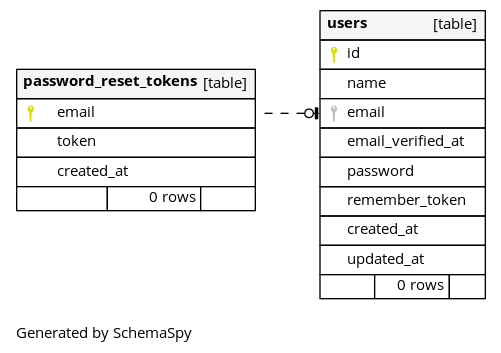 password_reset_tokens [table]
email
token
created_at
0 rows
users [table]
id
name
email
email_verified_at
password
remember_token
created_at
updated_at
0 rows
Generated by SchemaSpy